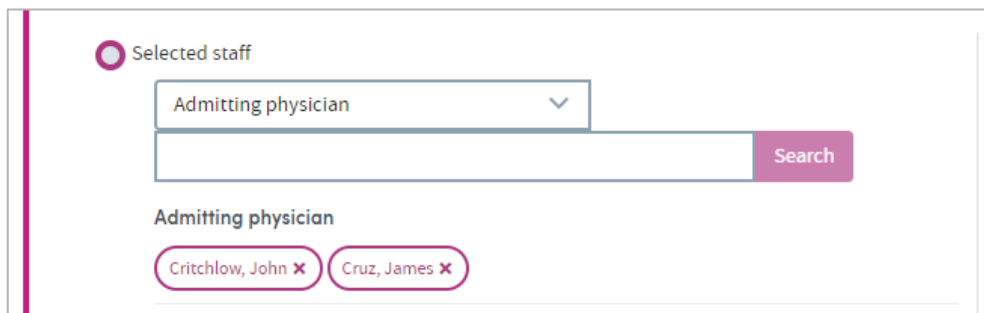 Selected staff
Admitting physician
Search
Admitting physician
Critchlow, John × Cruz, James ×